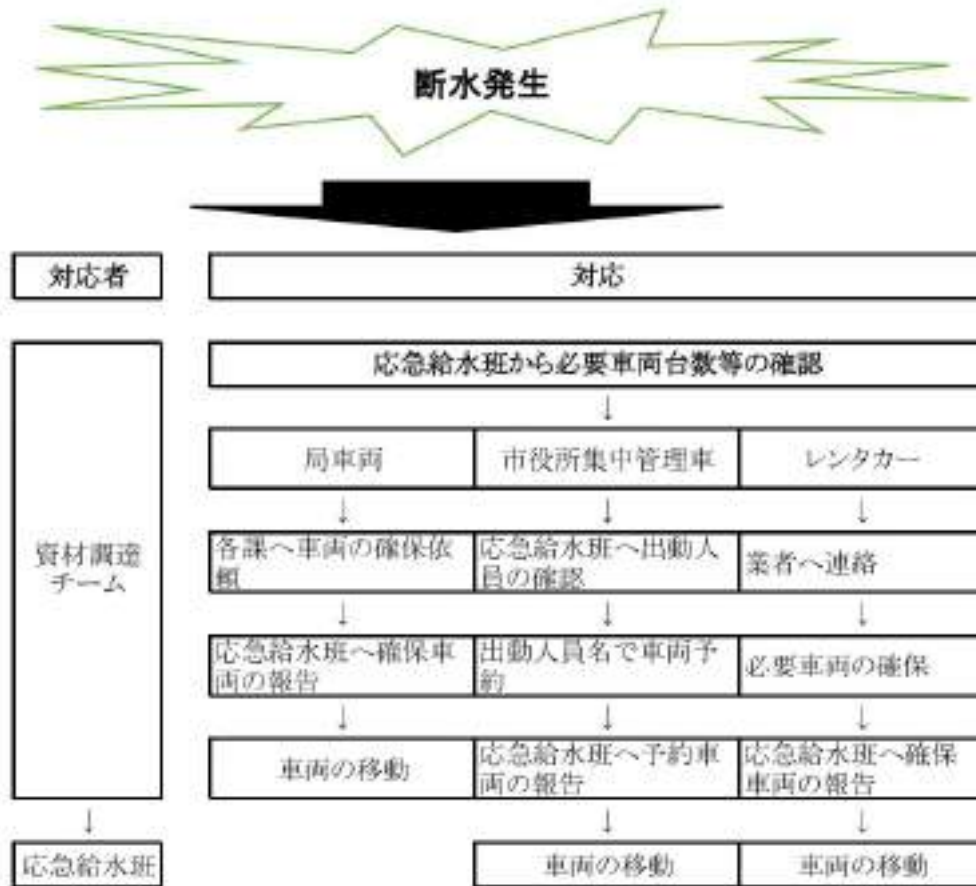 断水発生
対応者
対応
応急給水班から必要車両台数等の確認
↓
局車両
市役所集中管理車
レンタカー
↓
↓
↓
資材調達
チーム
各課へ車両の確保依
頼
応急給水班へ出動人
員の確認
業者へ連絡
↓
↓
↓
応急給水班へ確保車
両の報告
出動人員名で車両予
約
必要車両の確保
↓
↓
↓
車両の移動
応急給水班へ予約車
両の報告
応急給水班へ確保
車両の報告
↓
↓
↓
応急給水班
車両の移動
車両の移動